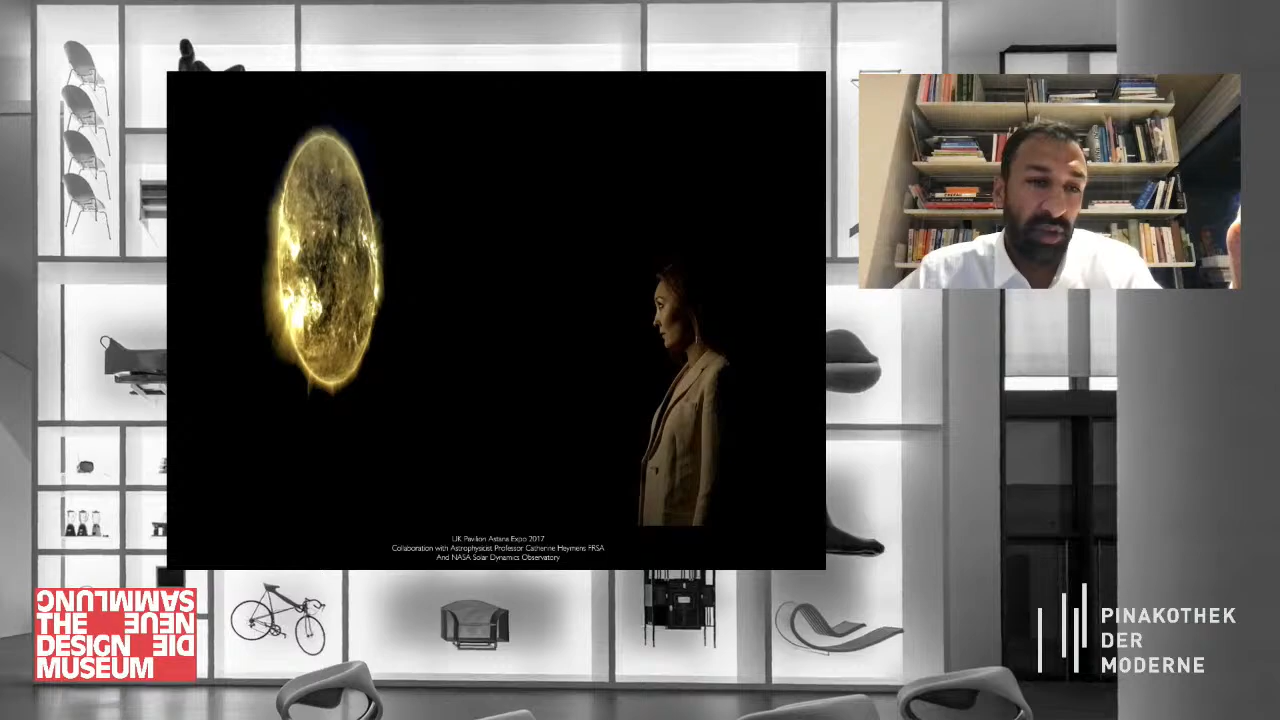 UK Pavilion Astana Expo 2017
Collaboration with Astrophysicist Professor Catherine Heymens FRSA
And NASA Solar Dynamics Observatory
SAMMLUNG
NEUE
DIE
THE
DESIGN
MUSEUM
PINAKOTHEK
DER
MODERNE